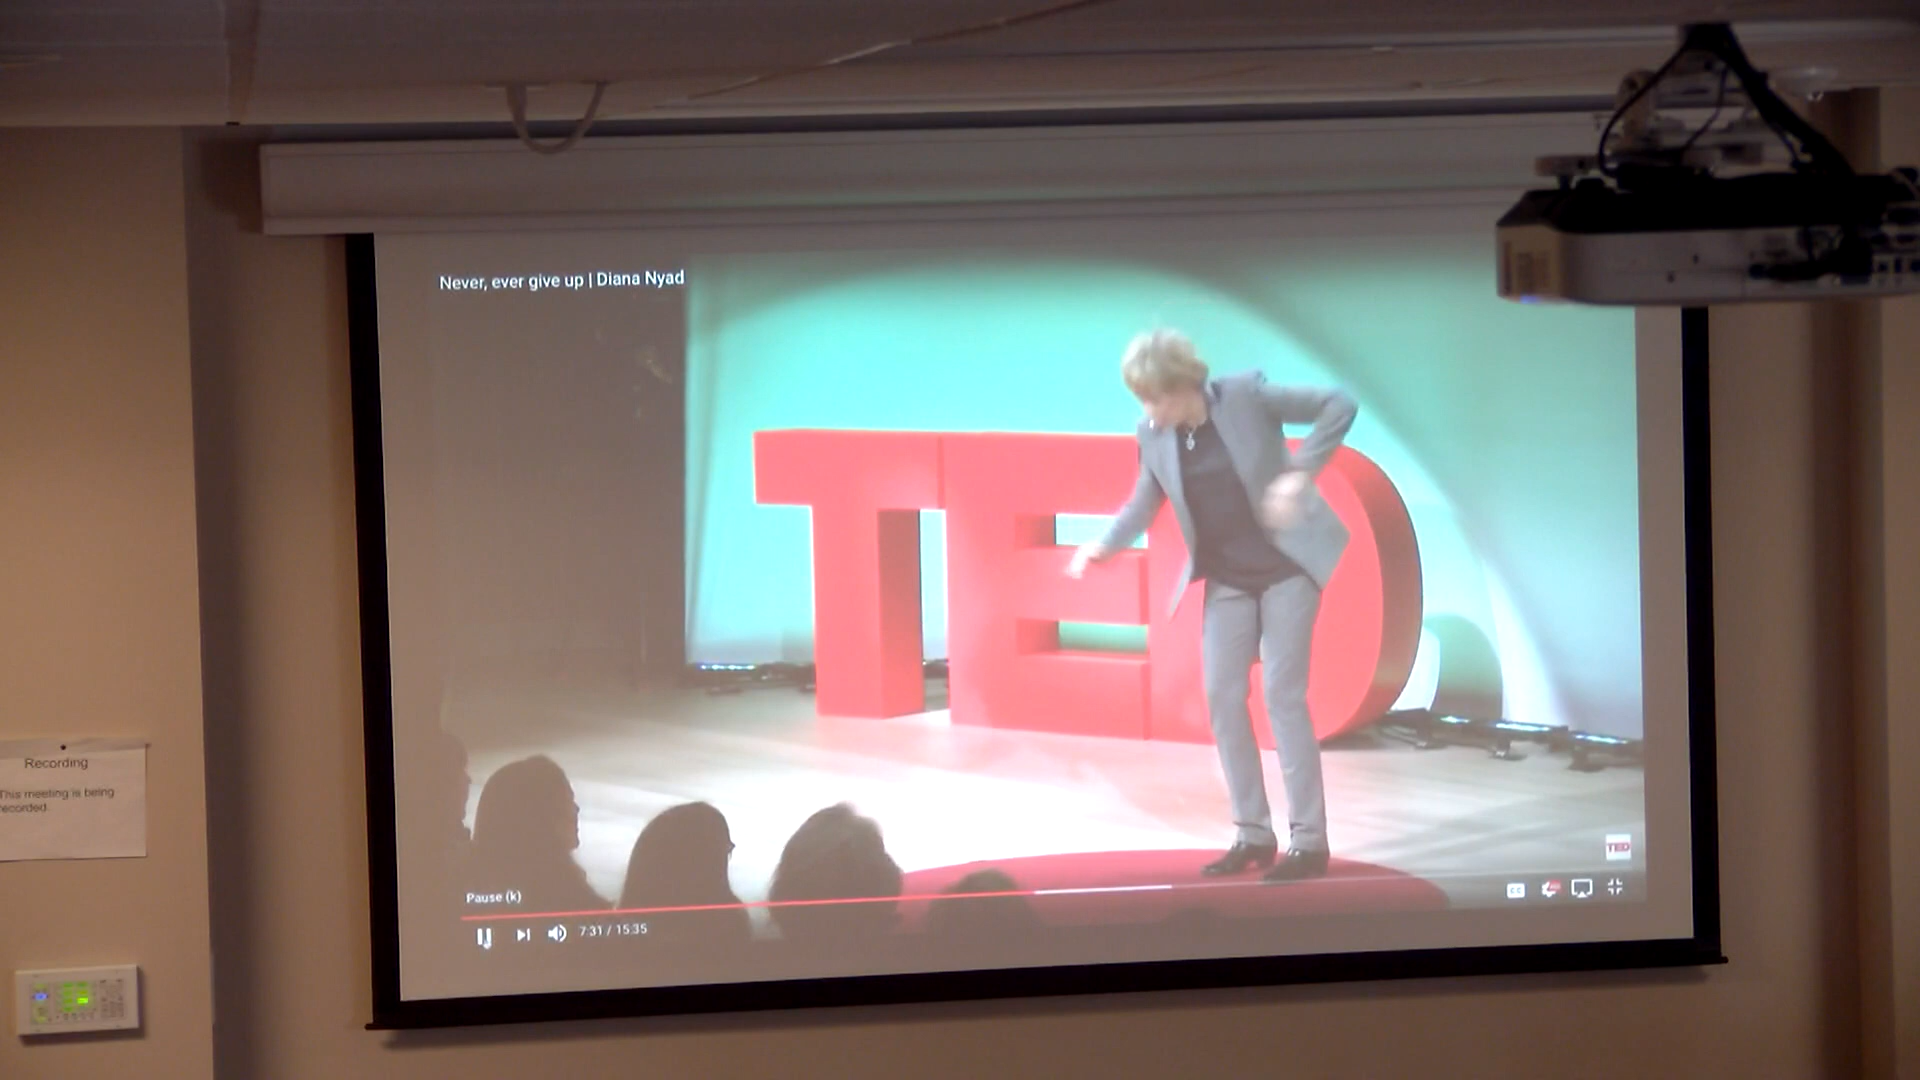 Never, ever give up | Diana Nyad
TED
Recording
This meeting is being
recorded.
TED
Pause (k)
CC
7:31 / 15:35